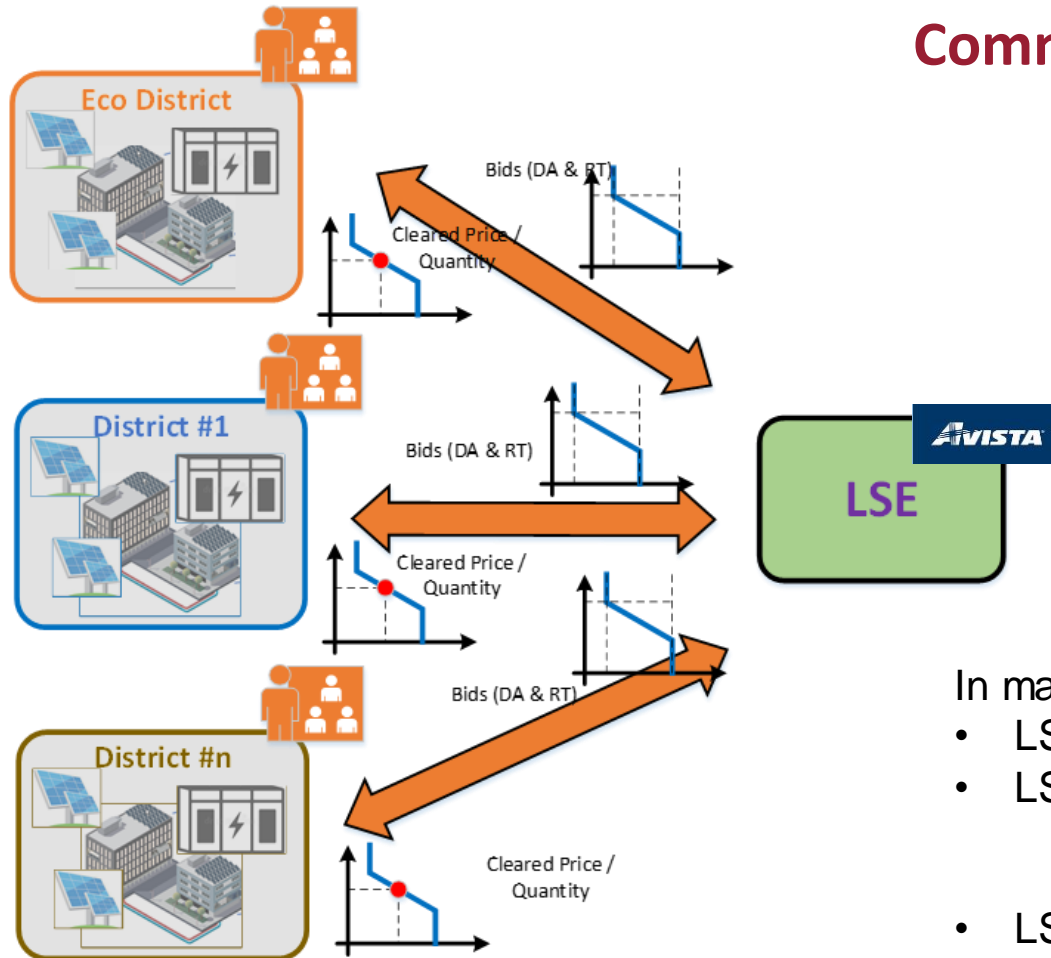 Comm
Eco District
Bids (DA & RT)
Cleared Price /
Quantity
District #1
Bids (DA & RT)
AVISTA
LSE
Cleared Price /
Quantity
In ma
Bids (DA & RT)
• LS
• LS
District #n
Cleared Price /
Quantity
• LS